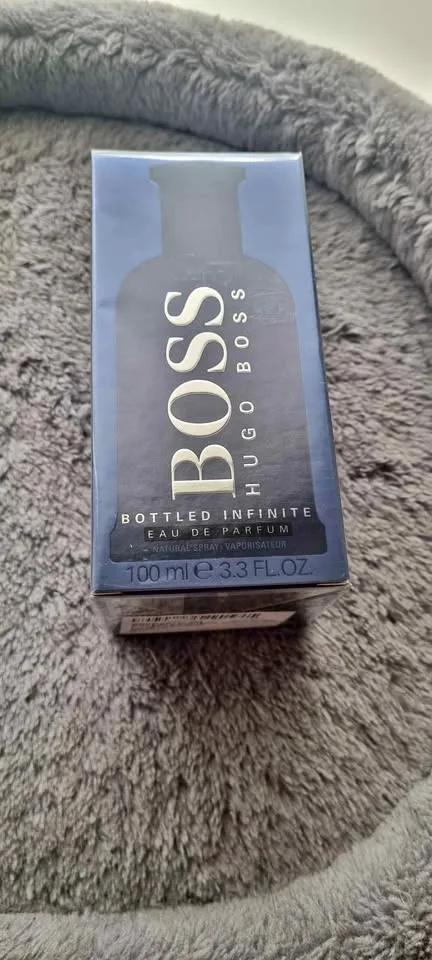 BOSS
HUGO BOSS
BOTTLED INFINITE
EAU DE PARFUM
NATURAL SPRAY · VAPORISATEUR
100 ml ℮ 3.3 FL.OZ.